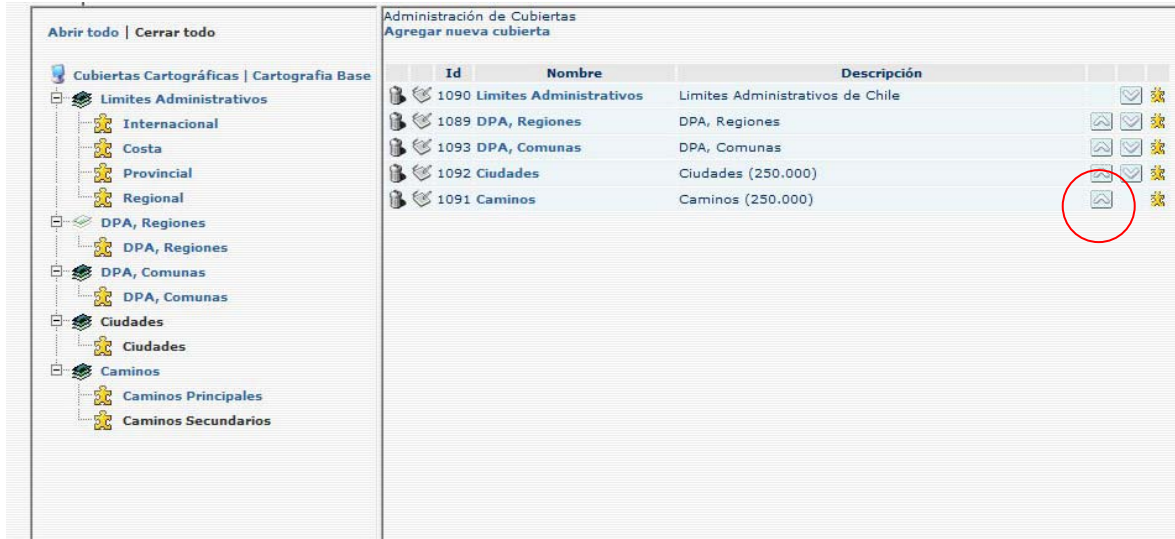 Abrir todo | Cerrar todo
Cubiertas Cartográficas | Cartografia Base
Limites Administrativos
Internacional
Costa
Provincial
Regional
DPA, Regiones
DPA, Regiones
DPA, Comunas
DPA, Comunas
Ciudades
Ciudades
Caminos
Caminos Principales
Caminos Secundarios
Administración de Cubiertas
Agregar nueva cubierta
Id Nombre Descripción
1090 Limites Administrativos Limites Administrativos de Chile
1089 DPA, Regiones DPA, Regiones
1093 DPA, Comunas DPA, Comunas
1092 Ciudades Ciudades (250.000)
1091 Caminos Caminos (250.000)